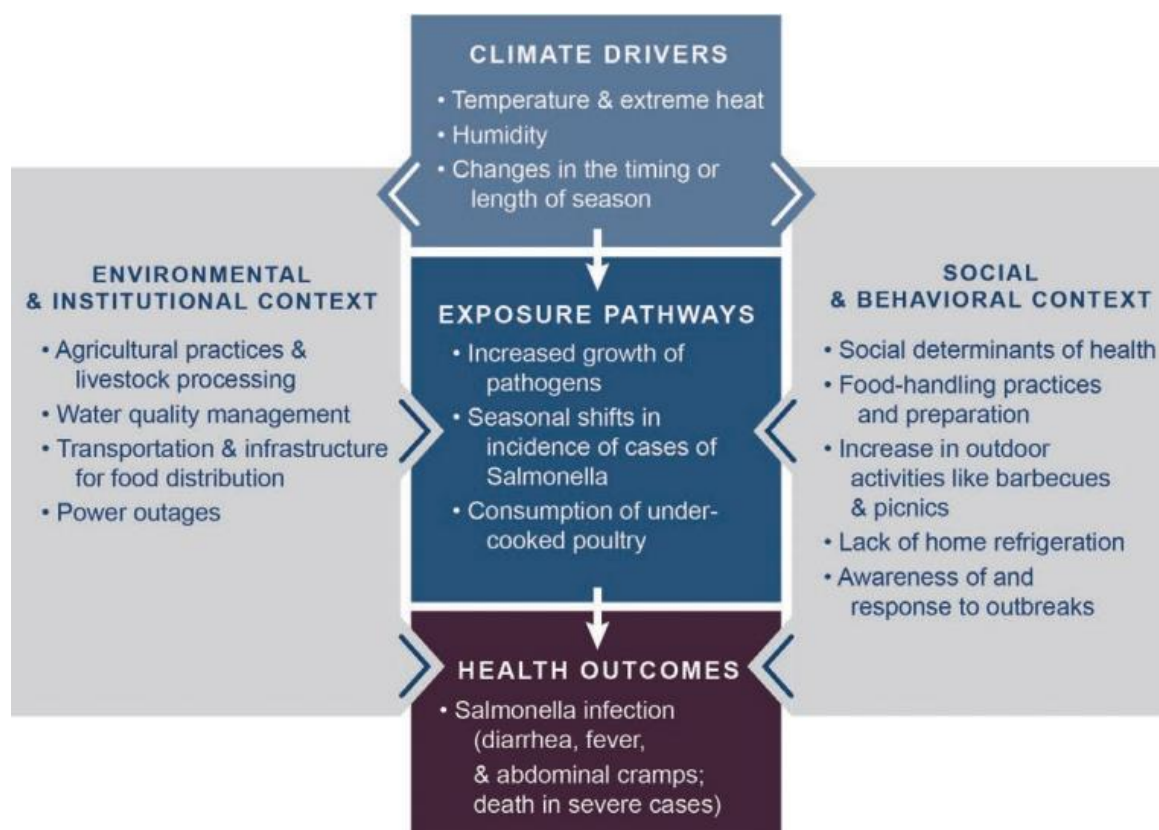 CLIMATE DRIVERS
• Temperature & extreme heat
• Humidity
• Changes in the timing or
length of season
ENVIRONMENTAL
& INSTITUTIONAL CONTEXT
• Agricultural practices &
livestock processing
• Water quality management
• Transportation & infrastructure
for food distribution
• Power outages
EXPOSURE PATHWAYS
• Increased growth of
pathogens
• Seasonal shifts in
incidence of cases of
Salmonella
• Consumption of under-
cooked poultry
SOCIAL
& BEHAVIORAL CONTEXT
• Social determinants of health
• Food-handling practices
and preparation
• Increase in outdoor
activities like barbecues
& picnics
• Lack of home refrigeration
• Awareness of and
response to outbreaks
HEALTH OUTCOMES
• Salmonella infection
(diarrhea, fever,
& abdominal cramps;
death in severe cases)